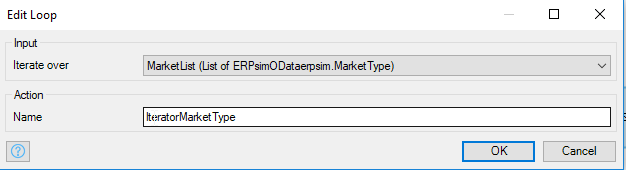 Edit Loop
Input
Iterate over MarketList (List of ERPsimODataerpsim.MarketType)
Action
Name IteratorMarketType
OK Cancel